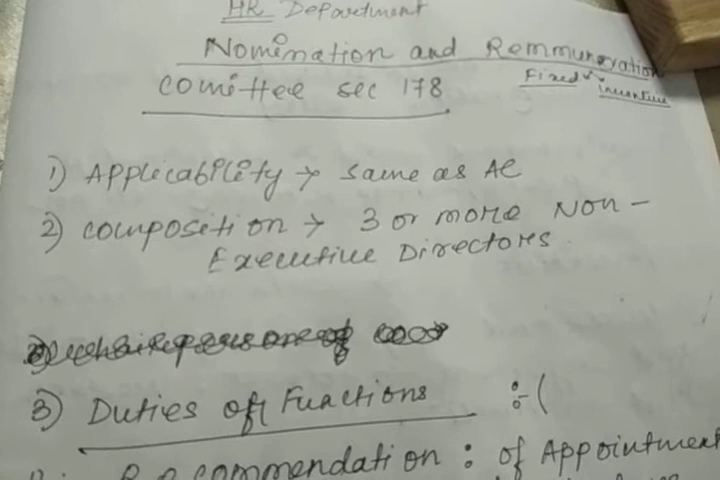 HR Department
Nomination and Remmuneration
Fixed incentive
comittee sec 178
1) Applicability → same as AC
2) composition → 3 or more Non -
Executive Directors
3) Duties of Functions :- (
Recommendation : of Appointment